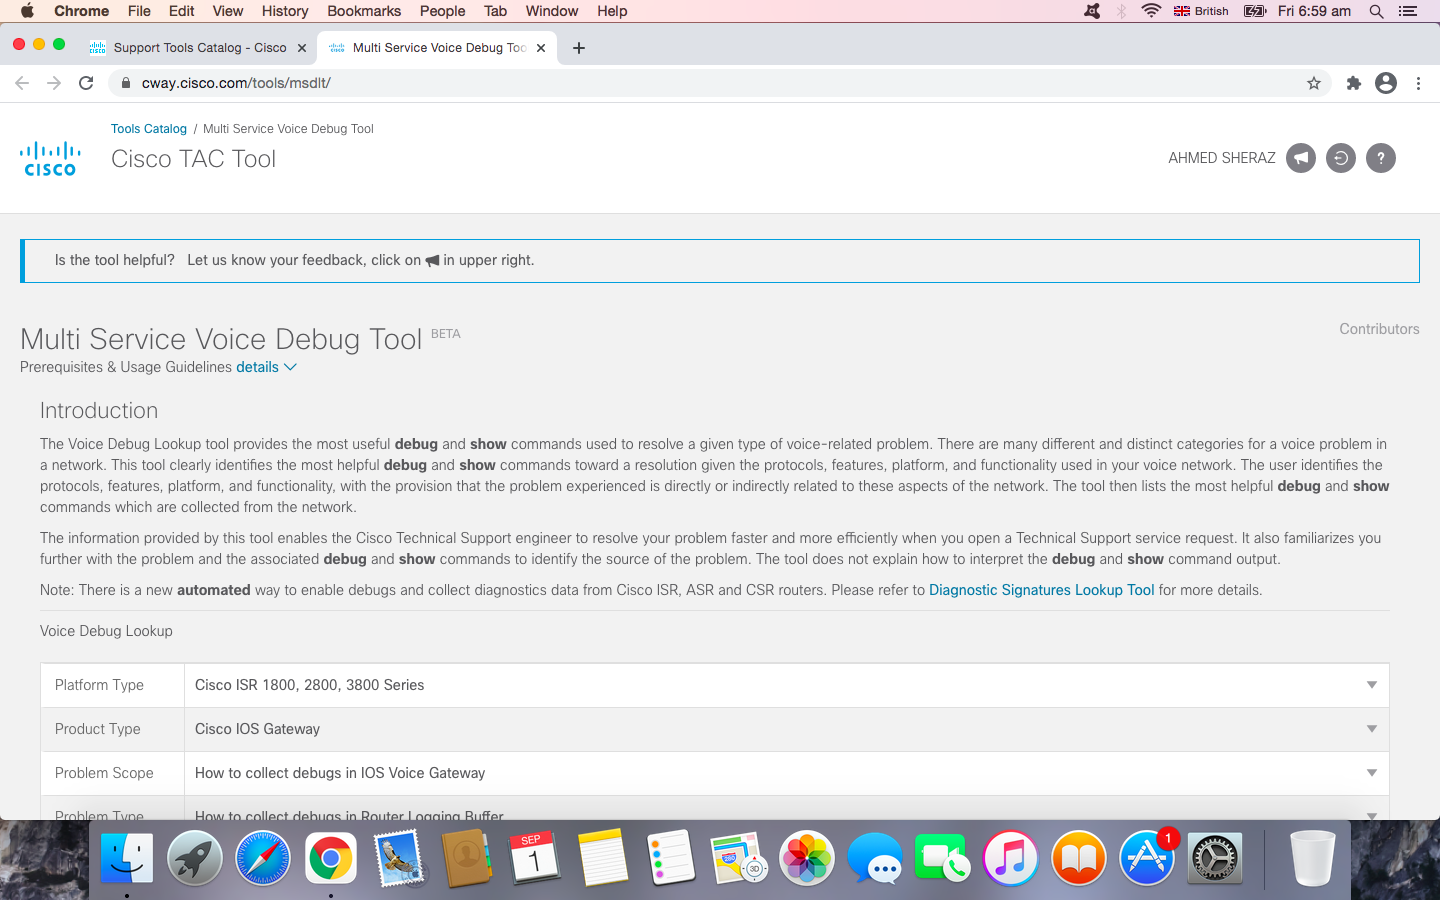 Chrome File Edit View History Bookmarks People Tab Window Help British Fri 6:59 am
Support Tools Catalog - Cisco Multi Service Voice Debug Too
cway.cisco.com/tools/msdlt/
Tools Catalog / Multi Service Voice Debug Tool
CISCO
Cisco TAC Tool
AHMED SHERAZ ?
Is the tool helpful? Let us know your feedback, click on in upper right.
Multi Service Voice Debug Tool BETA
Contributors
Prerequisites & Usage Guidelines details
Introduction
The Voice Debug Lookup tool provides the most useful debug and show commands used to resolve a given type of voice-related problem. There are many different and distinct categories for a voice problem in
a network. This tool clearly identifies the most helpful debug and show commands toward a resolution given the protocols, features, platform, and functionality used in your voice network. The user identifies the
protocols, features, platform, and functionality, with the provision that the problem experienced is directly or indirectly related to these aspects of the network. The tool then lists the most helpful debug and show
commands which are collected from the network.
The information provided by this tool enables the Cisco Technical Support engineer to resolve your problem faster and more efficiently when you open a Technical Support service request. It also familiarizes you
further with the problem and the associated debug and show commands to identify the source of the problem. The tool does not explain how to interpret the debug and show command output.
Note: There is a new automated way to enable debugs and collect diagnostics data from Cisco ISR, ASR and CSR routers. Please refer to Diagnostic Signatures Lookup Tool for more details.
Voice Debug Lookup
Platform Type Cisco ISR 1800, 2800, 3800 Series
Product Type Cisco IOS Gateway
Problem Scope How to collect debugs in IOS Voice Gateway
Problem Type How to collect debugs in Router Logging Buffer
SEP
1
280
3D
1